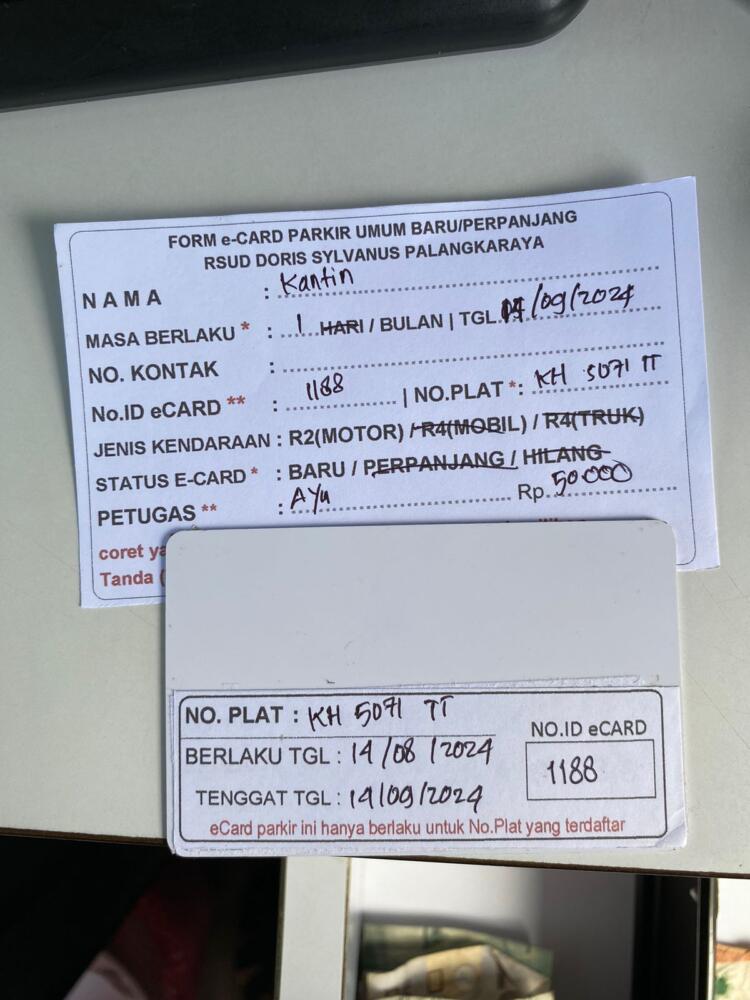 FORM e-CARD PARKIR UMUM BARU/PERPANJANG
RSUD DORIS SYLVANUS PALANGKARAYA
NAMA : Kantin
MASA BERLAKU * : 1 HARI / BULAN | TGL. 14/09/2024
NO. KONTAK :
No.ID eCARD ** : 1188 | NO.PLAT *: KH 5071 TT
JENIS KENDARAAN : R2(MOTOR) / R4(MOBIL) / R4(TRUK)
STATUS E-CARD * : BARU / PERPANJANG / HILANG
PETUGAS ** : Ayu Rp. 50.000
coret
Tanda (
NO. PLAT : KH 5071 TT
NO.ID eCARD
BERLAKU TGL : 14/08/2024
1188
TENGGAT TGL : 14/09/2024
eCard parkir ini hanya berlaku untuk No.Plat yang terdaftar